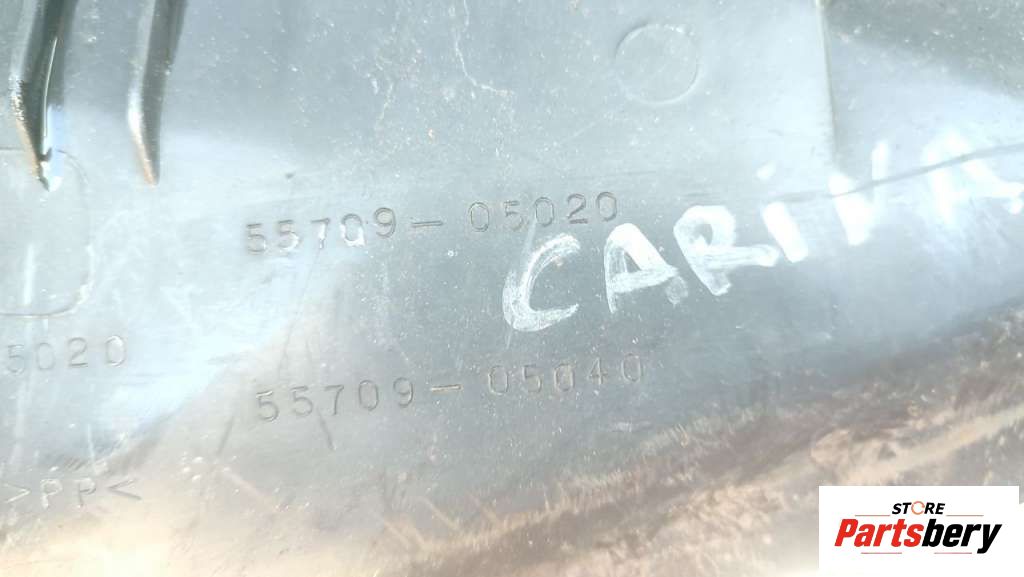 55709-05020
CARINA
5020
55709-05040
>PP<
STORE
Partsbery